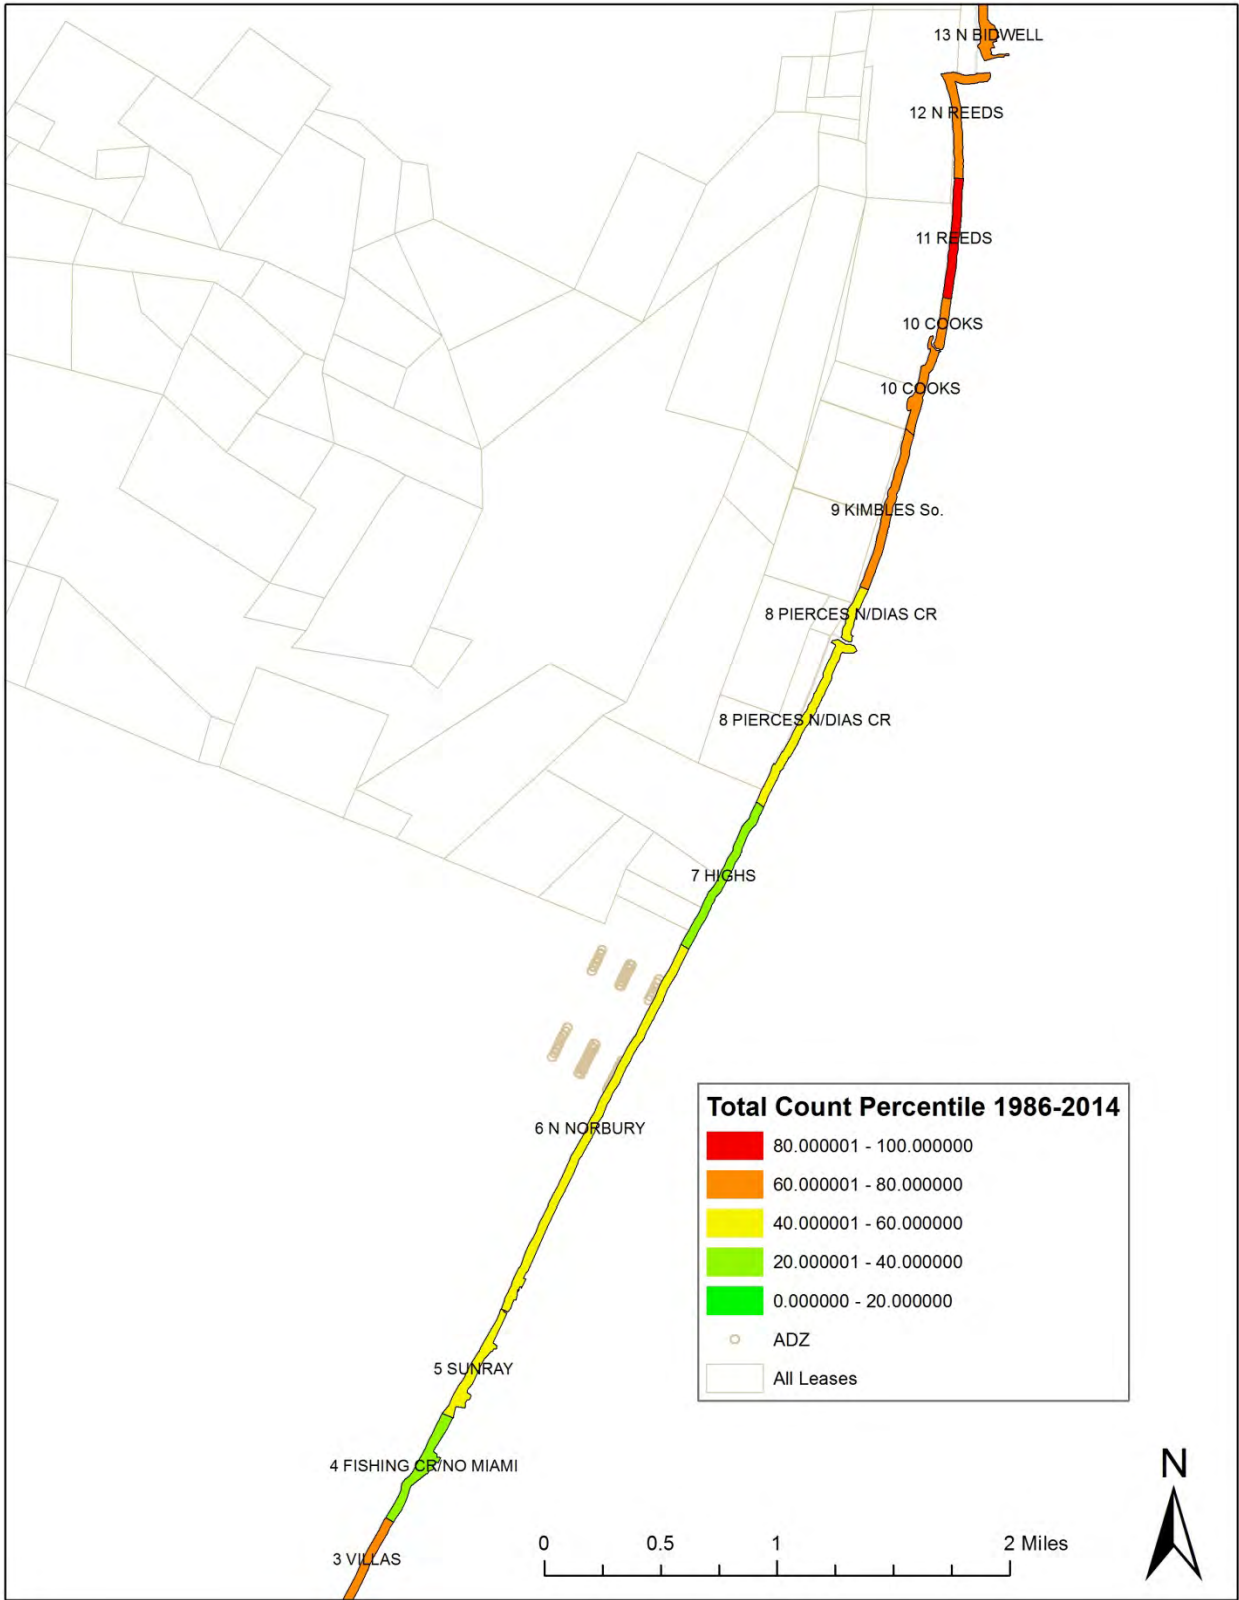 13 N BIDWELL
12 N REEDS
11 REEDS
10 COOKS
10 COOKS
9 KIMBLES So.
8 PIERCES N/DIAS CR
8 PIERCES N/DIAS CR
7 HIGHS
6 N NORBURY
Total Count Percentile 1986-2014
80.000001 - 100.000000
60.000001 - 80.000000
40.000001 - 60.000000
20.000001 - 40.000000
0.000000 - 20.000000
ADZ
All Leases
5 SUNRAY
4 FISHING CR/NO MIAMI
3 VILLAS
N
0 0.5 1 2 Miles